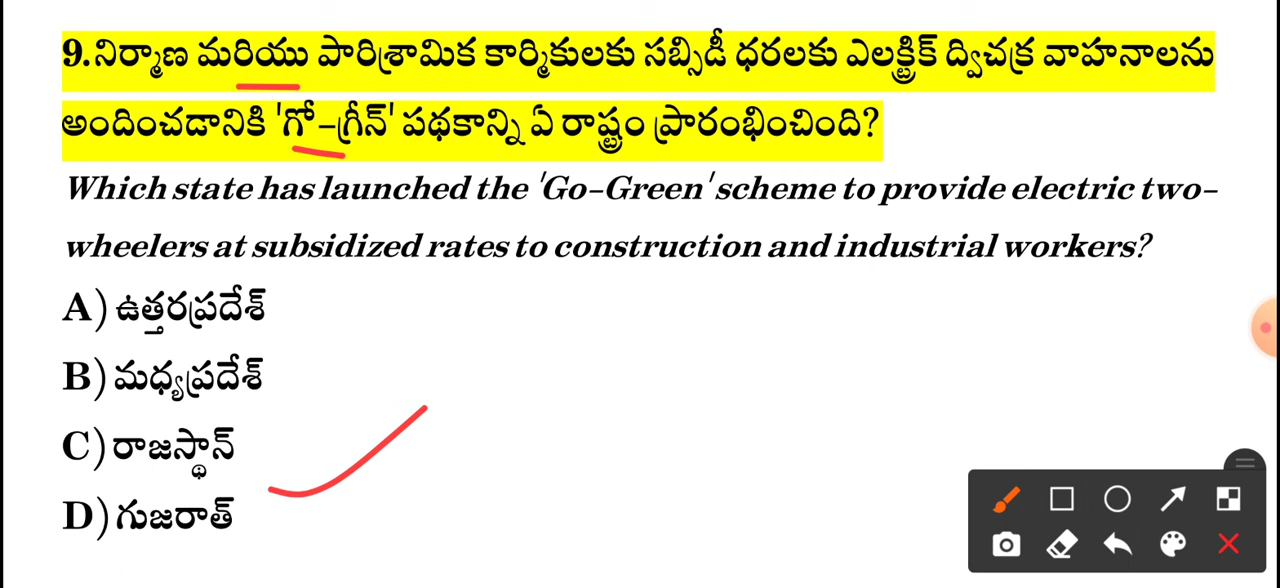 9.నిర్మాణ మరియు పారిశ్రామిక కార్మికులకు సబ్సిడీ ధరలకు ఎలక్ట్రిక్ ద్విచక్ర వాహనాలను
అందించడానికి 'గో-గ్రీన్' పథకాన్ని ఏ రాష్ట్రం ప్రారంభించింది?
Which state has launched the 'Go-Green' scheme to provide electric two-
wheelers at subsidized rates to construction and industrial workers?
A) ఉత్తరప్రదేశ్
B) మధ్యప్రదేశ్
C) రాజస్థాన్
D) గుజరాత్